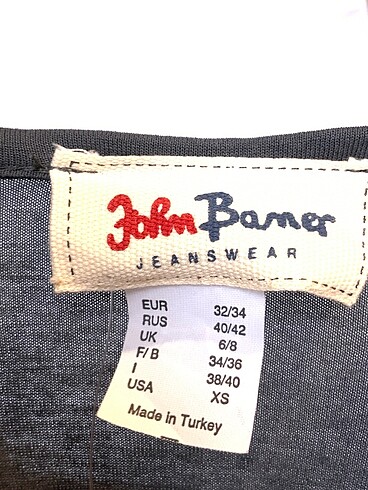 John Baner
JEANSWEAR
EUR 32/34
RUS 40/42
UK 6/8
F/B 34/36
I 38/40
USA XS
Made in Turkey